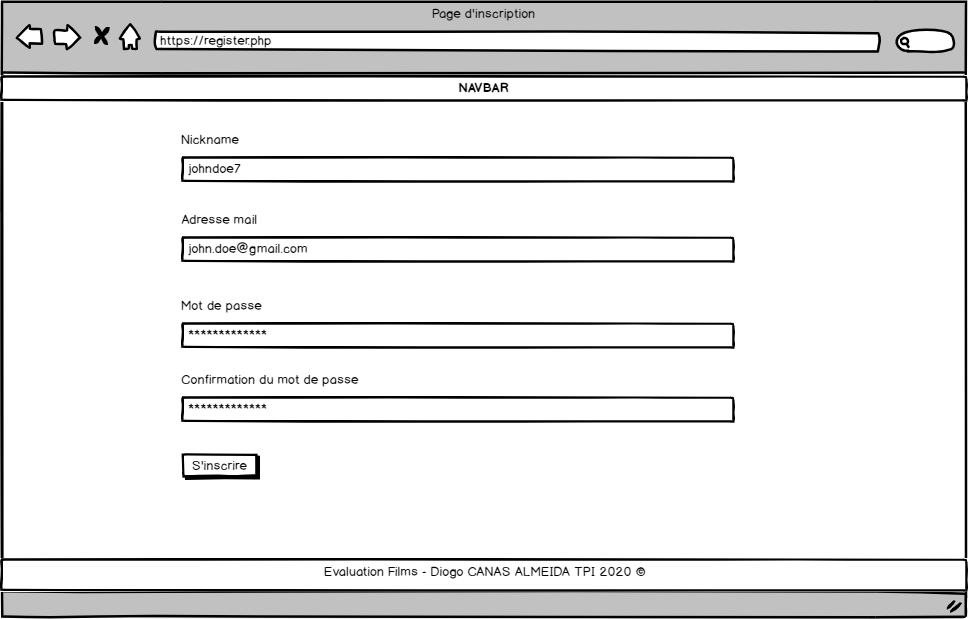 Page d'inscription
https://register.php
NAVBAR
Nickname
johndoe7
Adresse mail
john.doe@gmail.com
Mot de passe
*************
Confirmation du mot de passe
*************
S'inscrire
Evaluation Films - Diogo CANAS ALMEIDA TPI 2020 ©